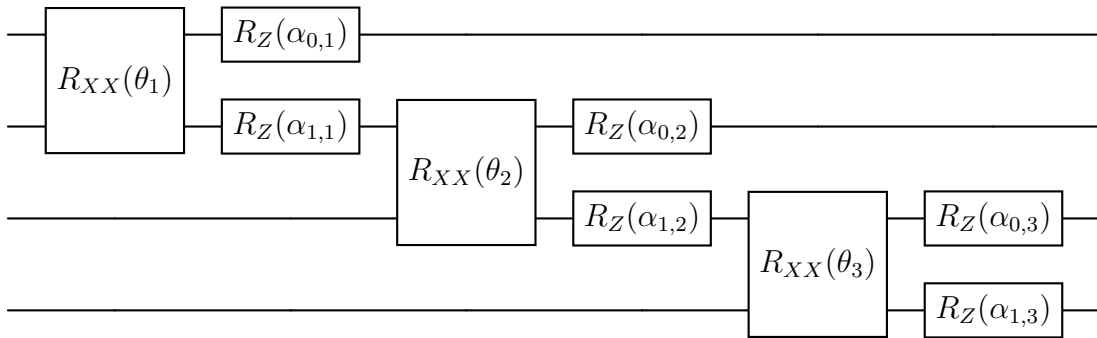 R_Z(α_{0,1})
R_{XX}(θ_1)
R_Z(α_{1,1}) R_Z(α_{0,2})
R_{XX}(θ_2)
R_Z(α_{1,2}) R_Z(α_{0,3})
R_{XX}(θ_3)
R_Z(α_{1,3})